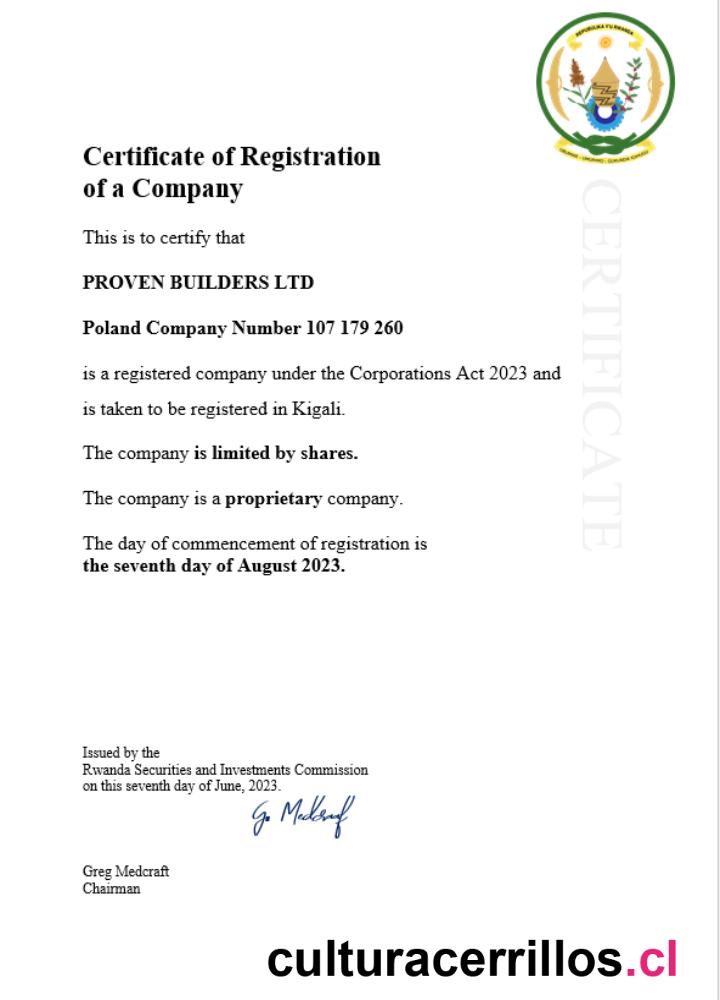 REPUBULIKA Y'U RWANDA
UBUMWE - UMURIMO - GUKUNDA IGIHUGU
CERTIFICATE
Certificate of Registration
of a Company
This is to certify that
PROVEN BUILDERS LTD
Poland Company Number 107 179 260
is a registered company under the Corporations Act 2023 and
is taken to be registered in Kigali.
The company is limited by shares.
The company is a proprietary company.
The day of commencement of registration is
the seventh day of August 2023.
Issued by the
Rwanda Securities and Investments Commission
on this seventh day of June, 2023.
G. Medcraft
Greg Medcraft
Chairman
culturacerrillos.cl